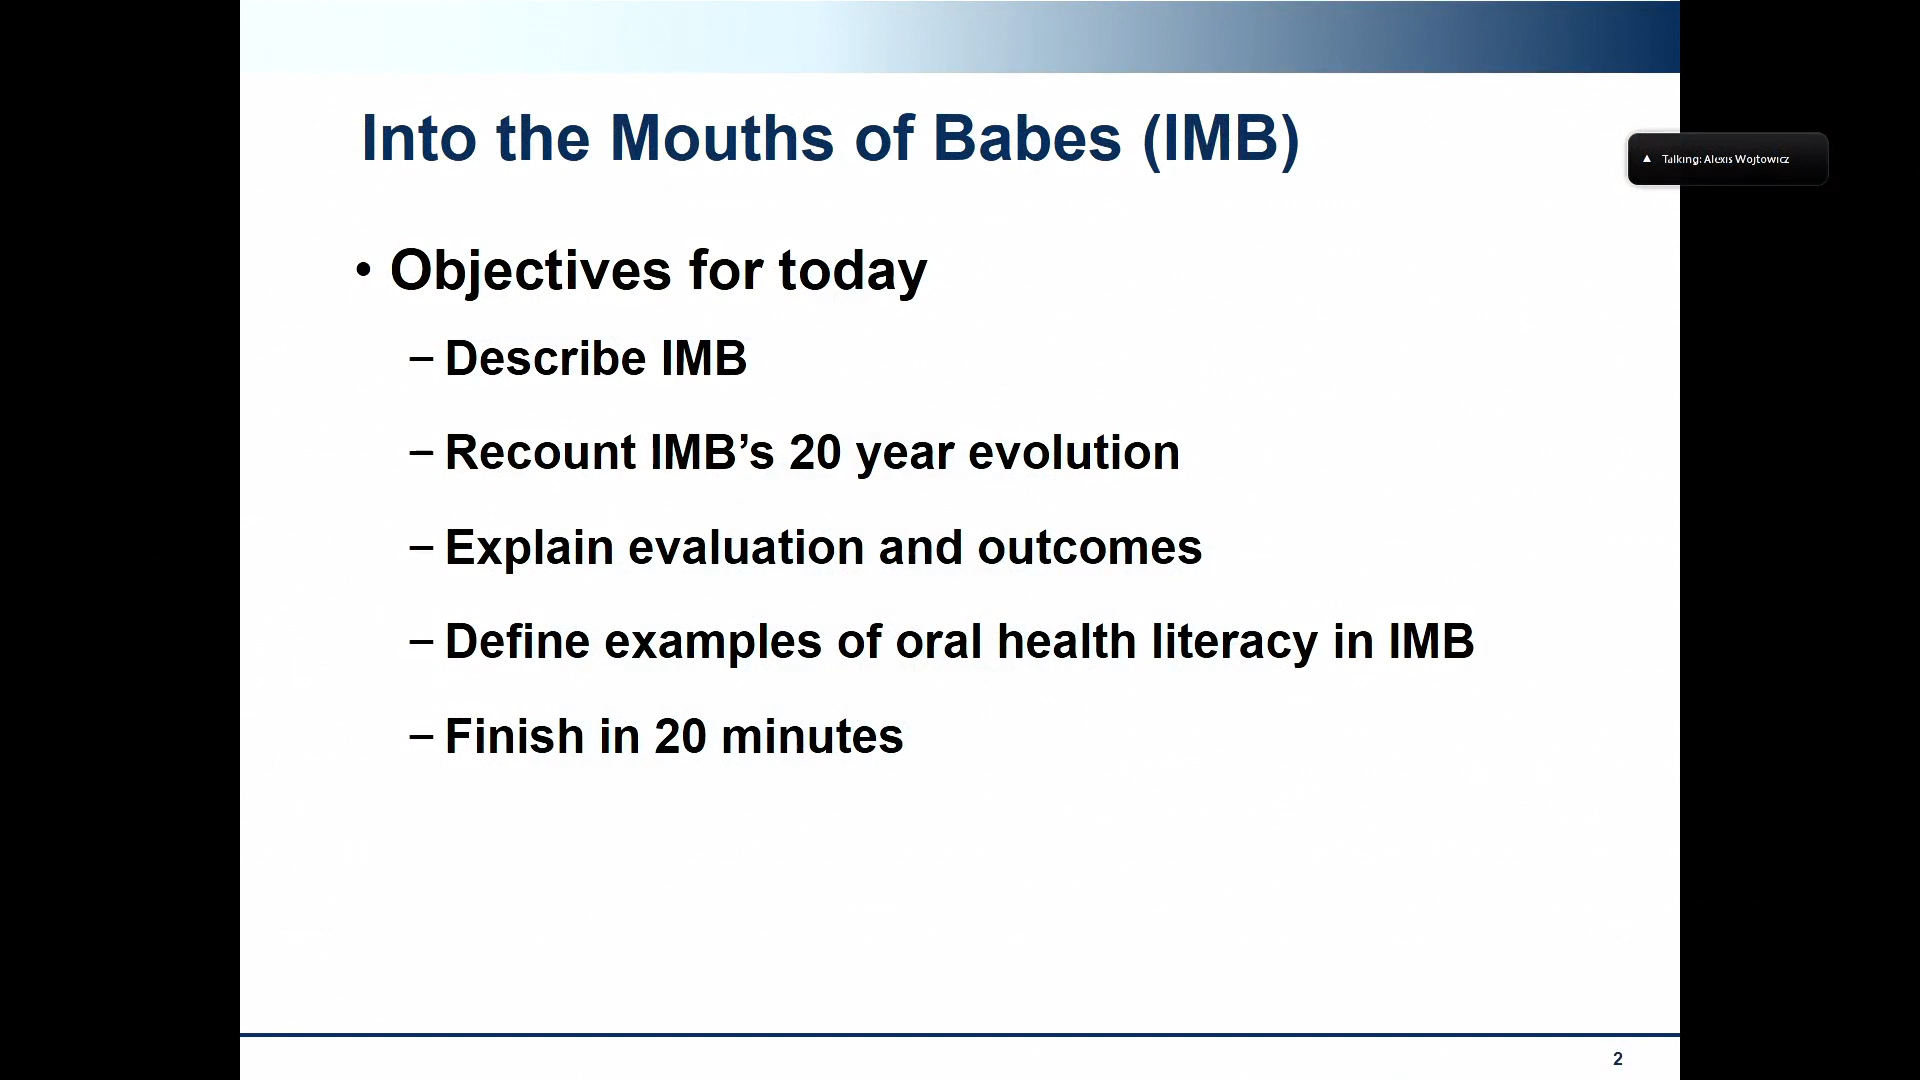 Into the Mouths of Babes (IMB)
Talking: Alexis Wojtowicz
• Objectives for today
– Describe IMB
– Recount IMB’s 20 year evolution
– Explain evaluation and outcomes
– Define examples of oral health literacy in IMB
– Finish in 20 minutes
2